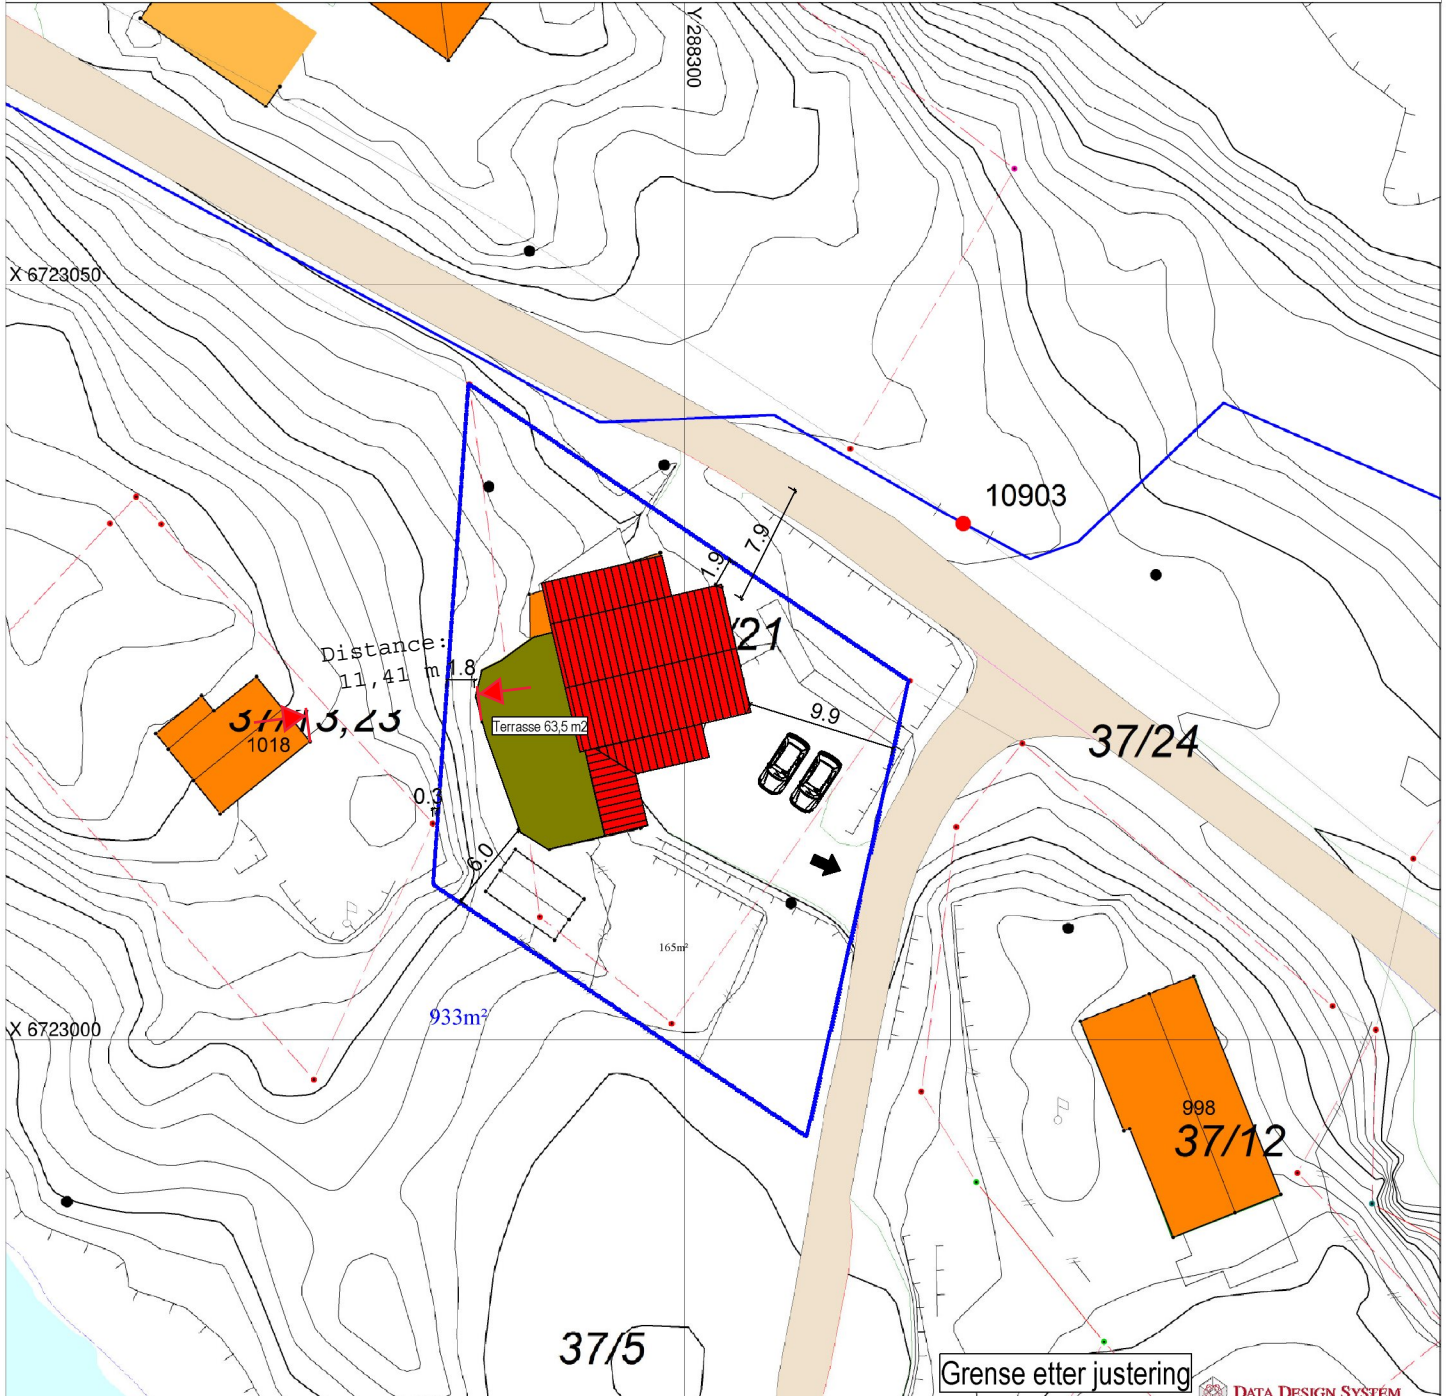 Y 288300
X 6723050
10903
7.9
1.9
/21
Distance:
11,41 m
1.8
Terrasse 63,5 m2
9.9
1018
37/24
0.3
6.0
165m²
933m²
X 6723000
998
37/12
37/5
Grense etter justering
DATA DESIGN SYSTEM